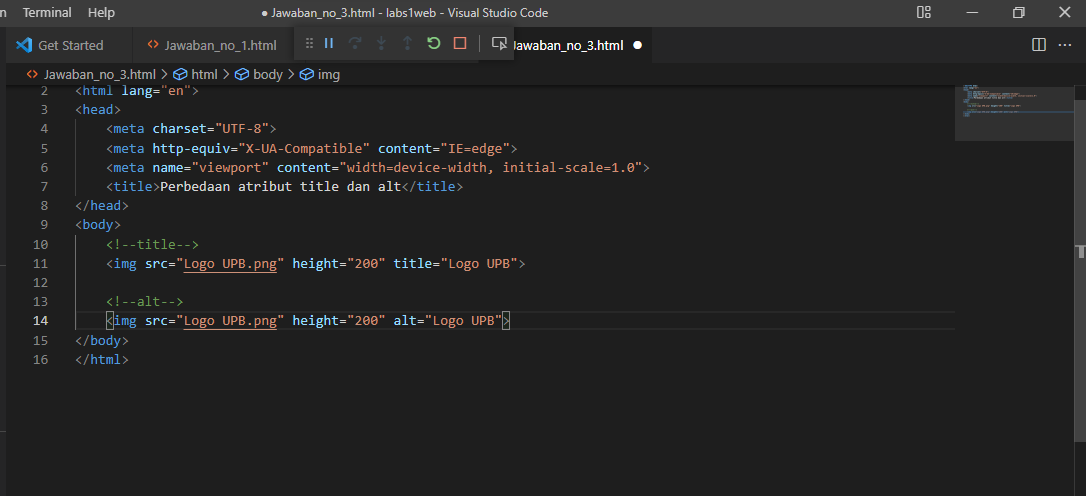 Terminal Help ● Jawaban_no_3.html - labs1web - Visual Studio Code
Get Started Jawaban_no_1.html Jawaban_no_3.html ●
Jawaban_no_3.html > html > body > img
2 <html lang="en">
3 <head>
4 <meta charset="UTF-8">
5 <meta http-equiv="X-UA-Compatible" content="IE=edge">
6 <meta name="viewport" content="width=device-width, initial-scale=1.0">
7 <title>Perbedaan atribut title dan alt</title>
8 </head>
9 <body>
10 <!--title-->
11 <img src="Logo UPB.png" height="200" title="Logo UPB">
12
13 <!--alt-->
14 <img src="Logo UPB.png" height="200" alt="Logo UPB">
15 </body>
16 </html>